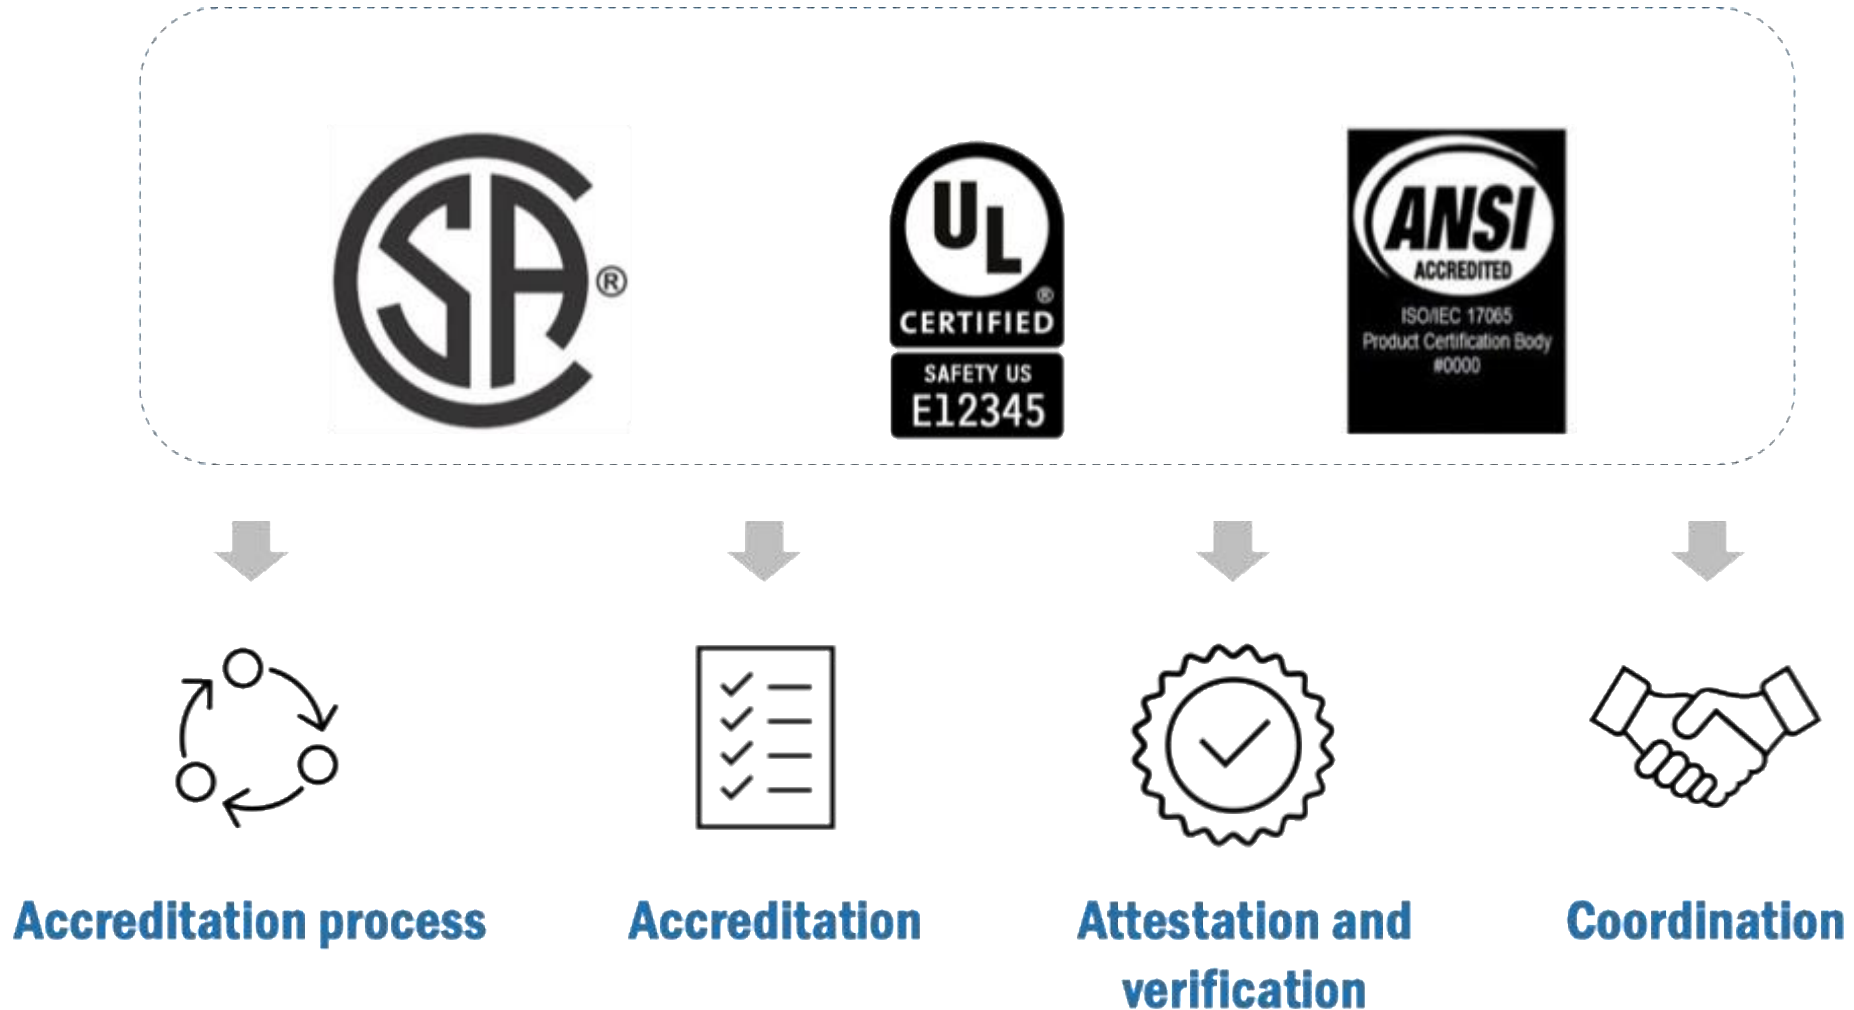 CSA®
UL®
CERTIFIED
SAFETY US
E12345
ANSI
ACCREDITED
ISO/IEC 17065
Product Certification Body
#0000
Accreditation process
Accreditation
Attestation and
verification
Coordination